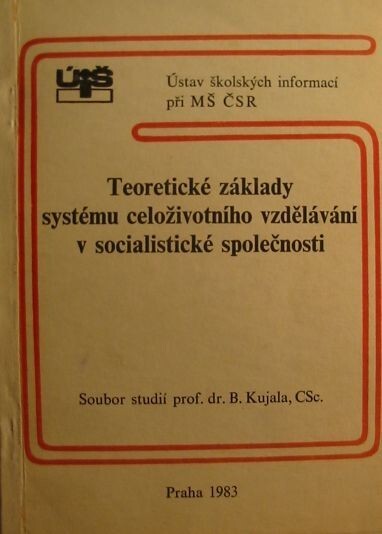 ÚIŠ
Ústav školských informací
při MŠ ČSR
Teoretické základy
systému celoživotního vzdělávání
v socialistické společnosti
Soubor studií prof. dr. B. Kujala, CSc.
Praha 1983